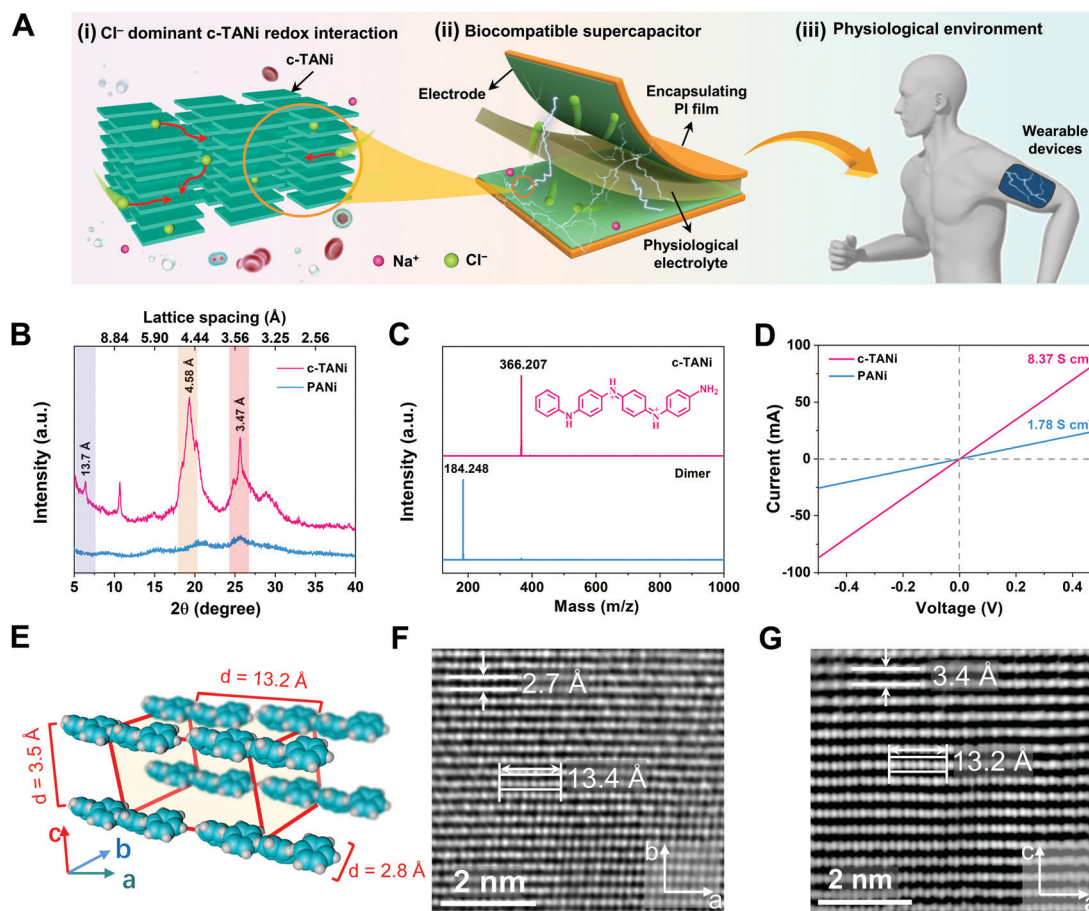 A
(i) Cl⁻ dominant c-TANi redox interaction
c-TANi
Na⁺
Cl⁻
(ii) Biocompatible supercapacitor
Electrode
Encapsulating
PI film
Physiological
electrolyte
(iii) Physiological environment
Wearable
devices
B
Lattice spacing (Å)
8.84 5.90 4.44 3.56 3.25 2.56
13.7 Å
4.58 Å
3.47 Å
c-TANi
PANi
Intensity (a.u.)
5 10 15 20 25 30 35 40
2θ (degree)
C
366.207
c-TANi
H
N
+
NH₂
N
H
N
+
H
184.248
Dimer
Intensity (a.u.)
200 400 600 800 1000
Mass (m/z)
D
100
50
0
-50
-100
c-TANi
PANi
8.37 S cm
1.78 S cm
Current (mA)
-0.4 -0.2 0.0 0.2 0.4
Voltage (V)
E
d = 13.2 Å
d = 3.5 Å
d = 2.8 Å
c
b
a
F
2.7 Å
13.4 Å
2 nm
b
a
G
3.4 Å
13.2 Å
2 nm
c